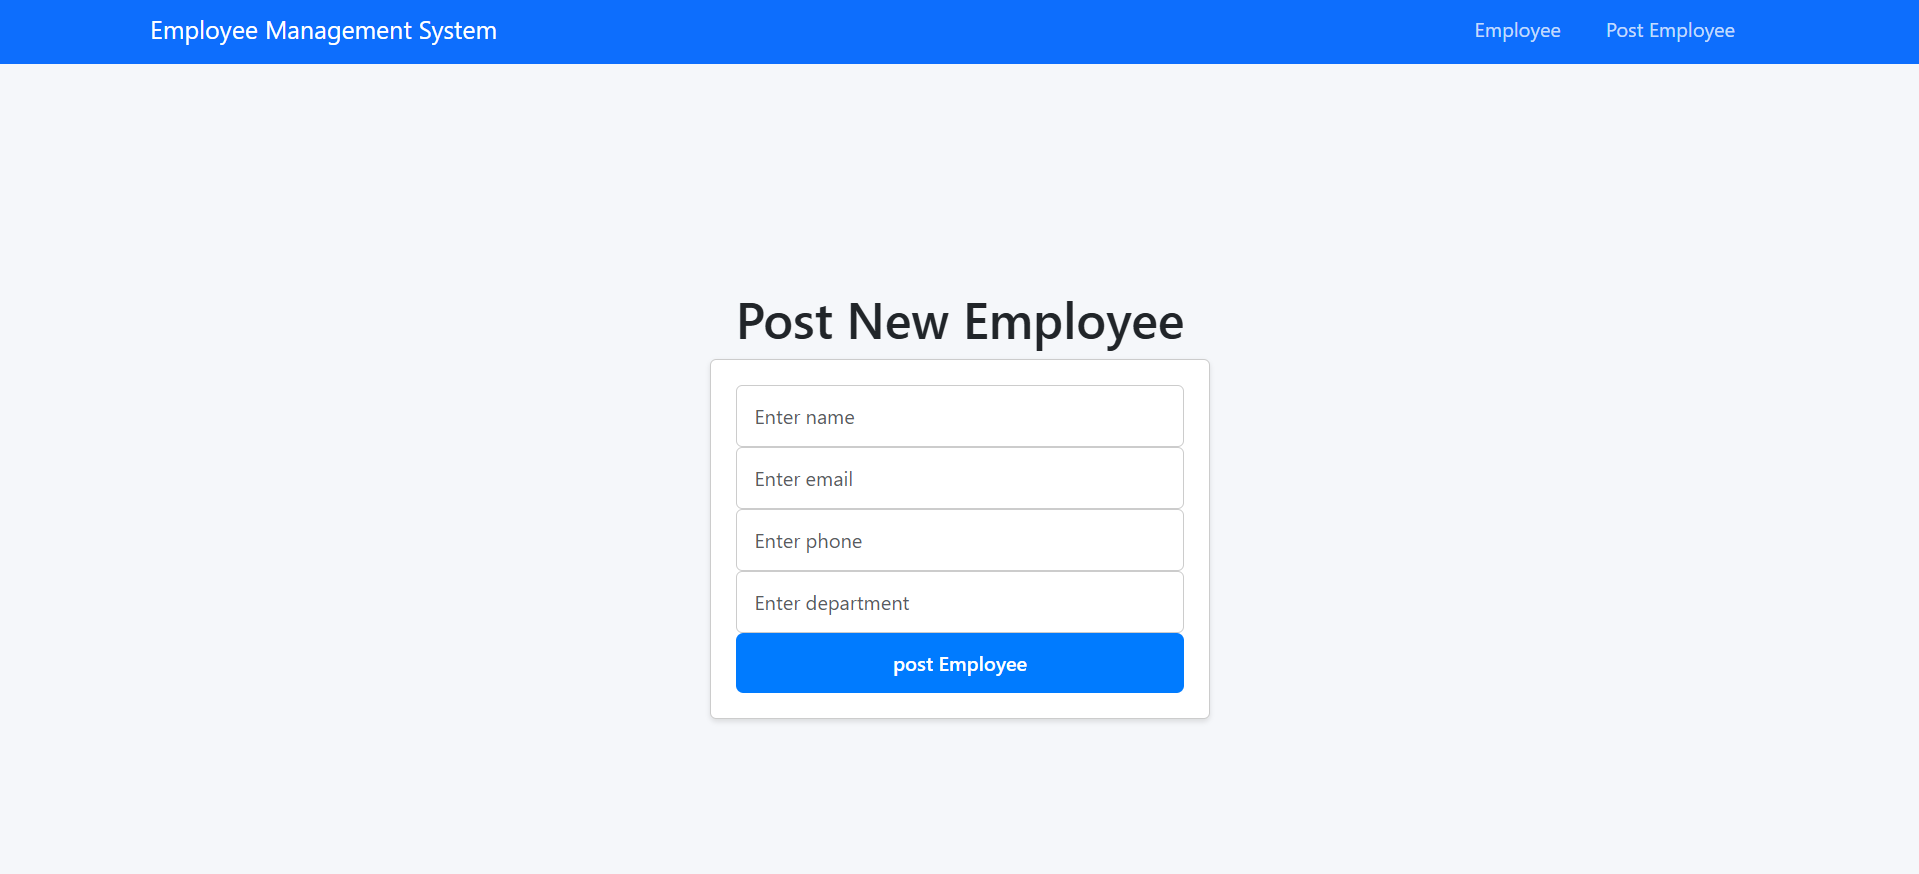 Employee Management System
Employee
Post Employee
Post New Employee
Enter name
Enter email
Enter phone
Enter department
post Employee